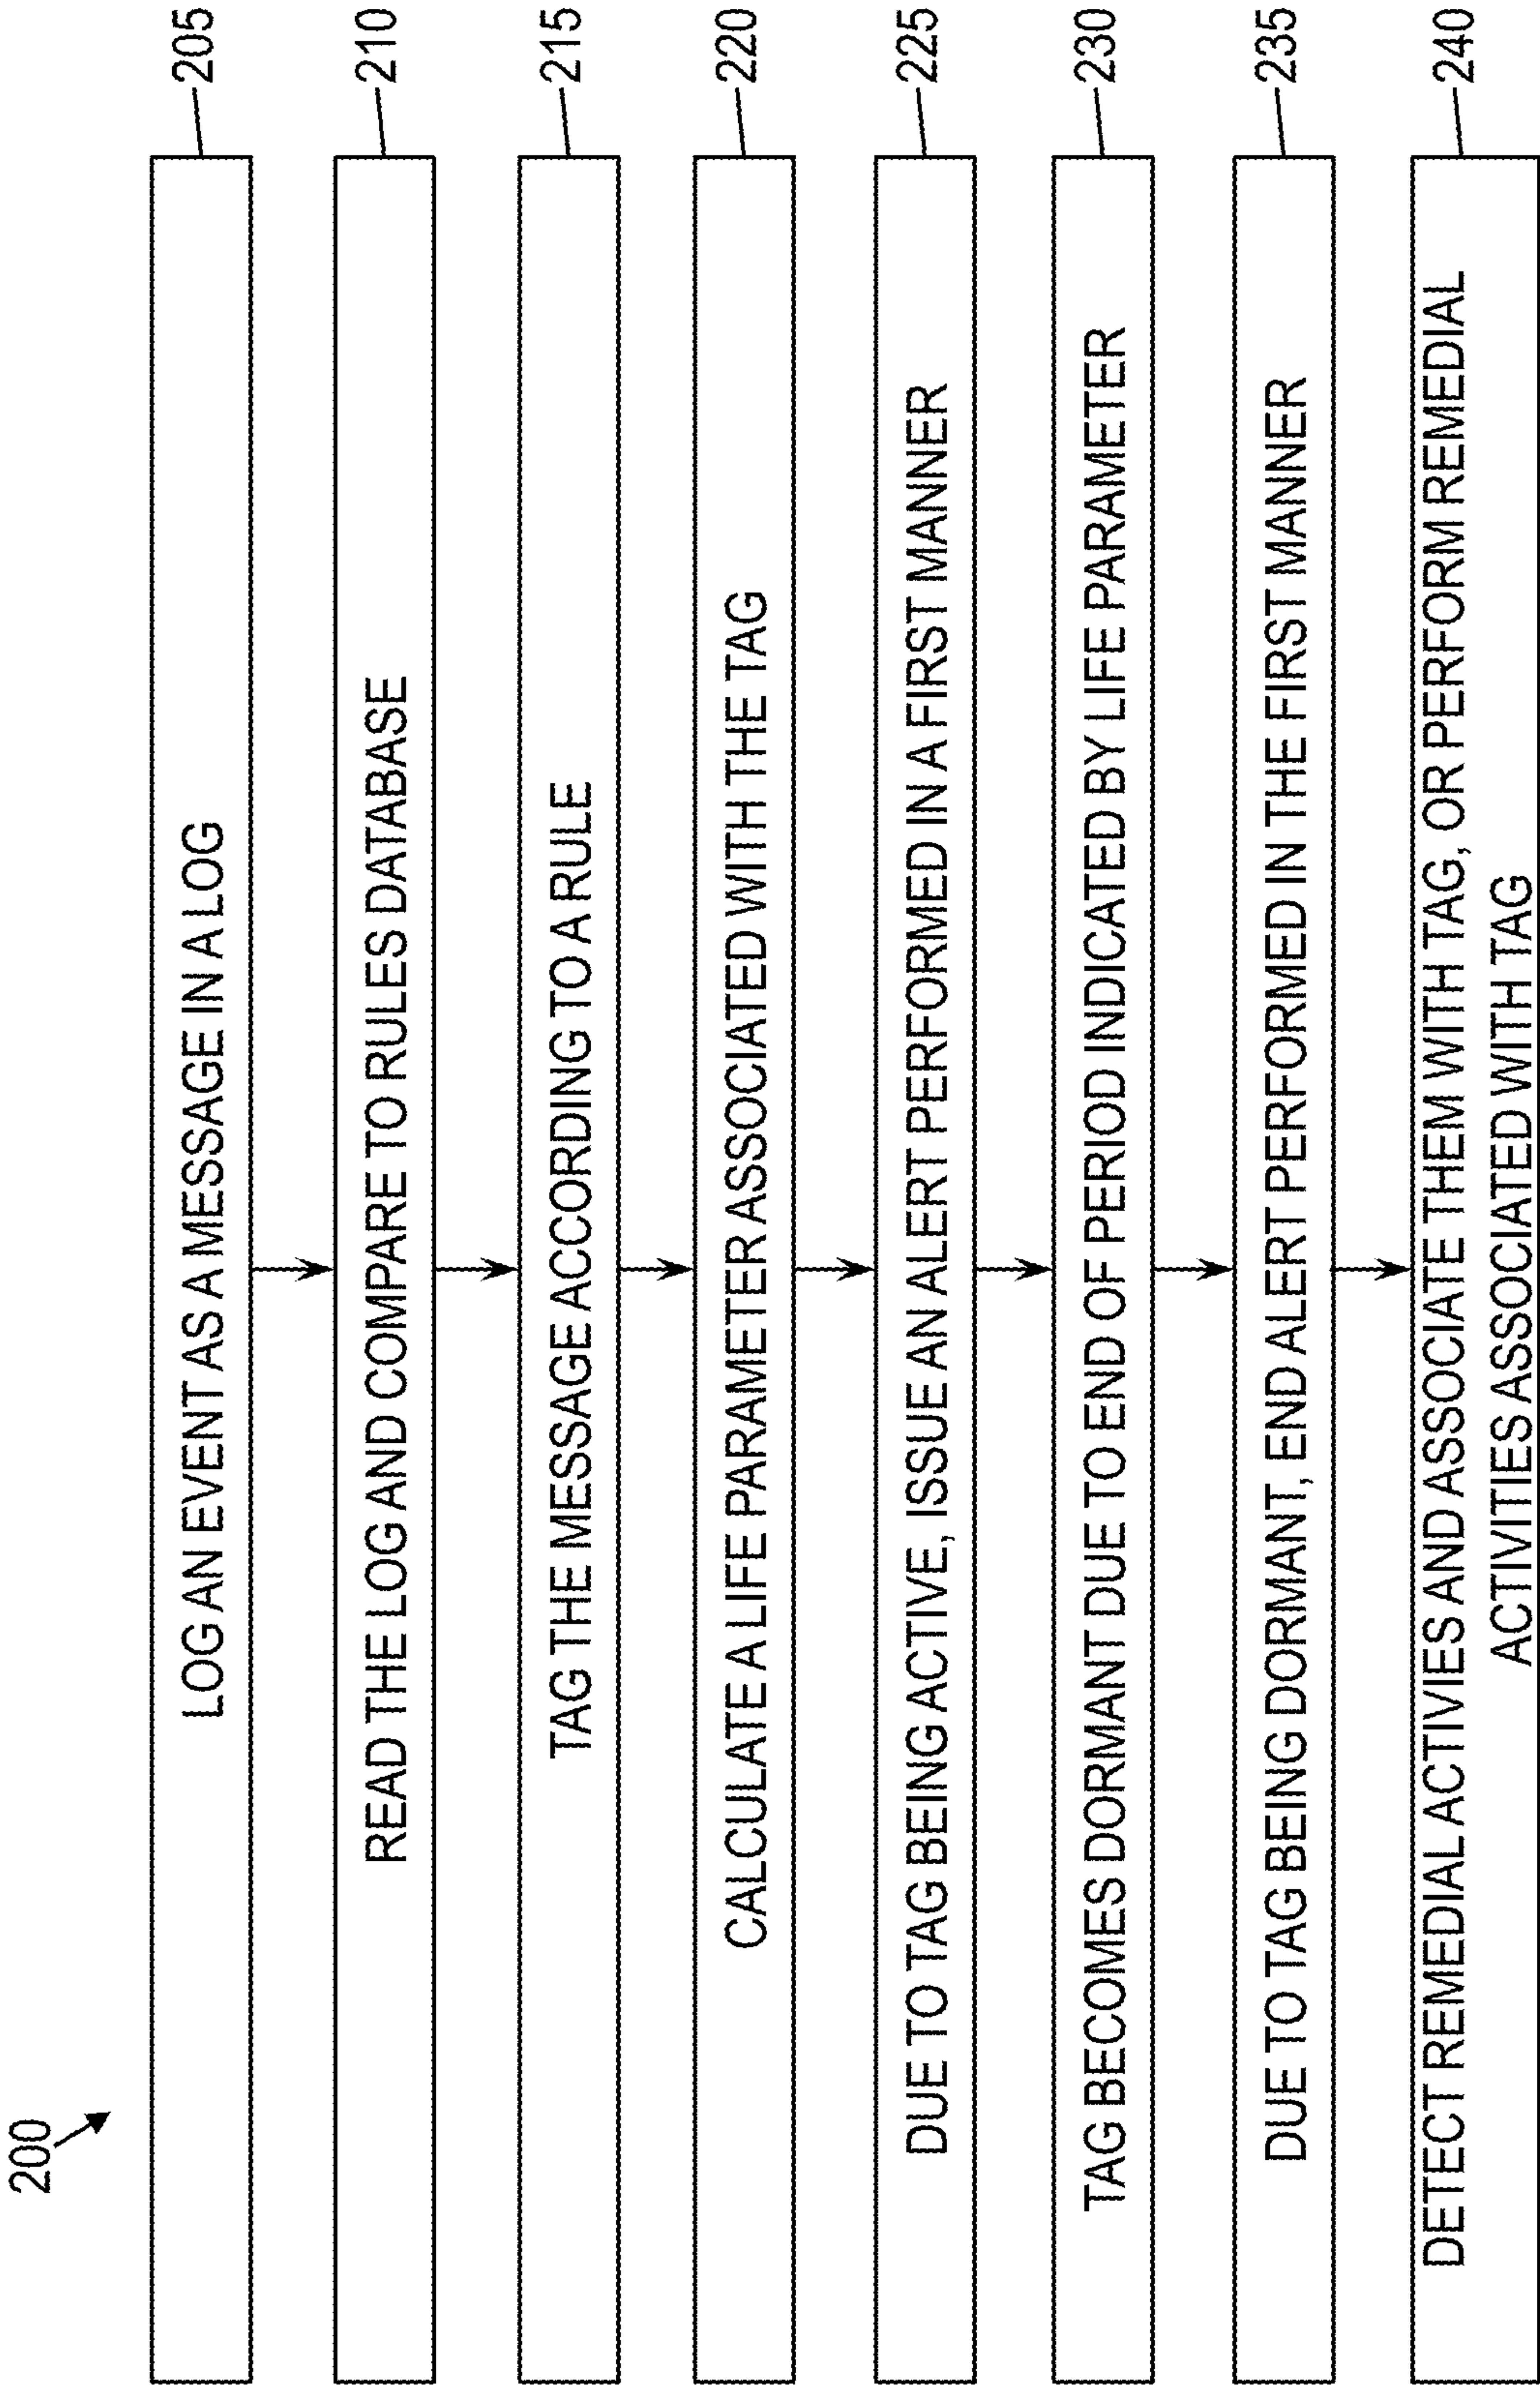 200
LOG AN EVENT AS A MESSAGE IN A LOG
205
READ THE LOG AND COMPARE TO RULES DATABASE
210
TAG THE MESSAGE ACCORDING TO A RULE
215
CALCULATE A LIFE PARAMETER ASSOCIATED WITH THE TAG
220
DUE TO TAG BEING ACTIVE, ISSUE AN ALERT PERFORMED IN A FIRST MANNER
225
TAG BECOMES DORMANT DUE TO END OF PERIOD INDICATED BY LIFE PARAMETER
230
DUE TO TAG BEING DORMANT, END ALERT PERFORMED IN THE FIRST MANNER
235
DETECT REMEDIAL ACTIVIES AND ASSOCIATE THEM WITH TAG, OR PERFORM REMEDIAL
ACTIVITIES ASSOCIATED WITH TAG
240